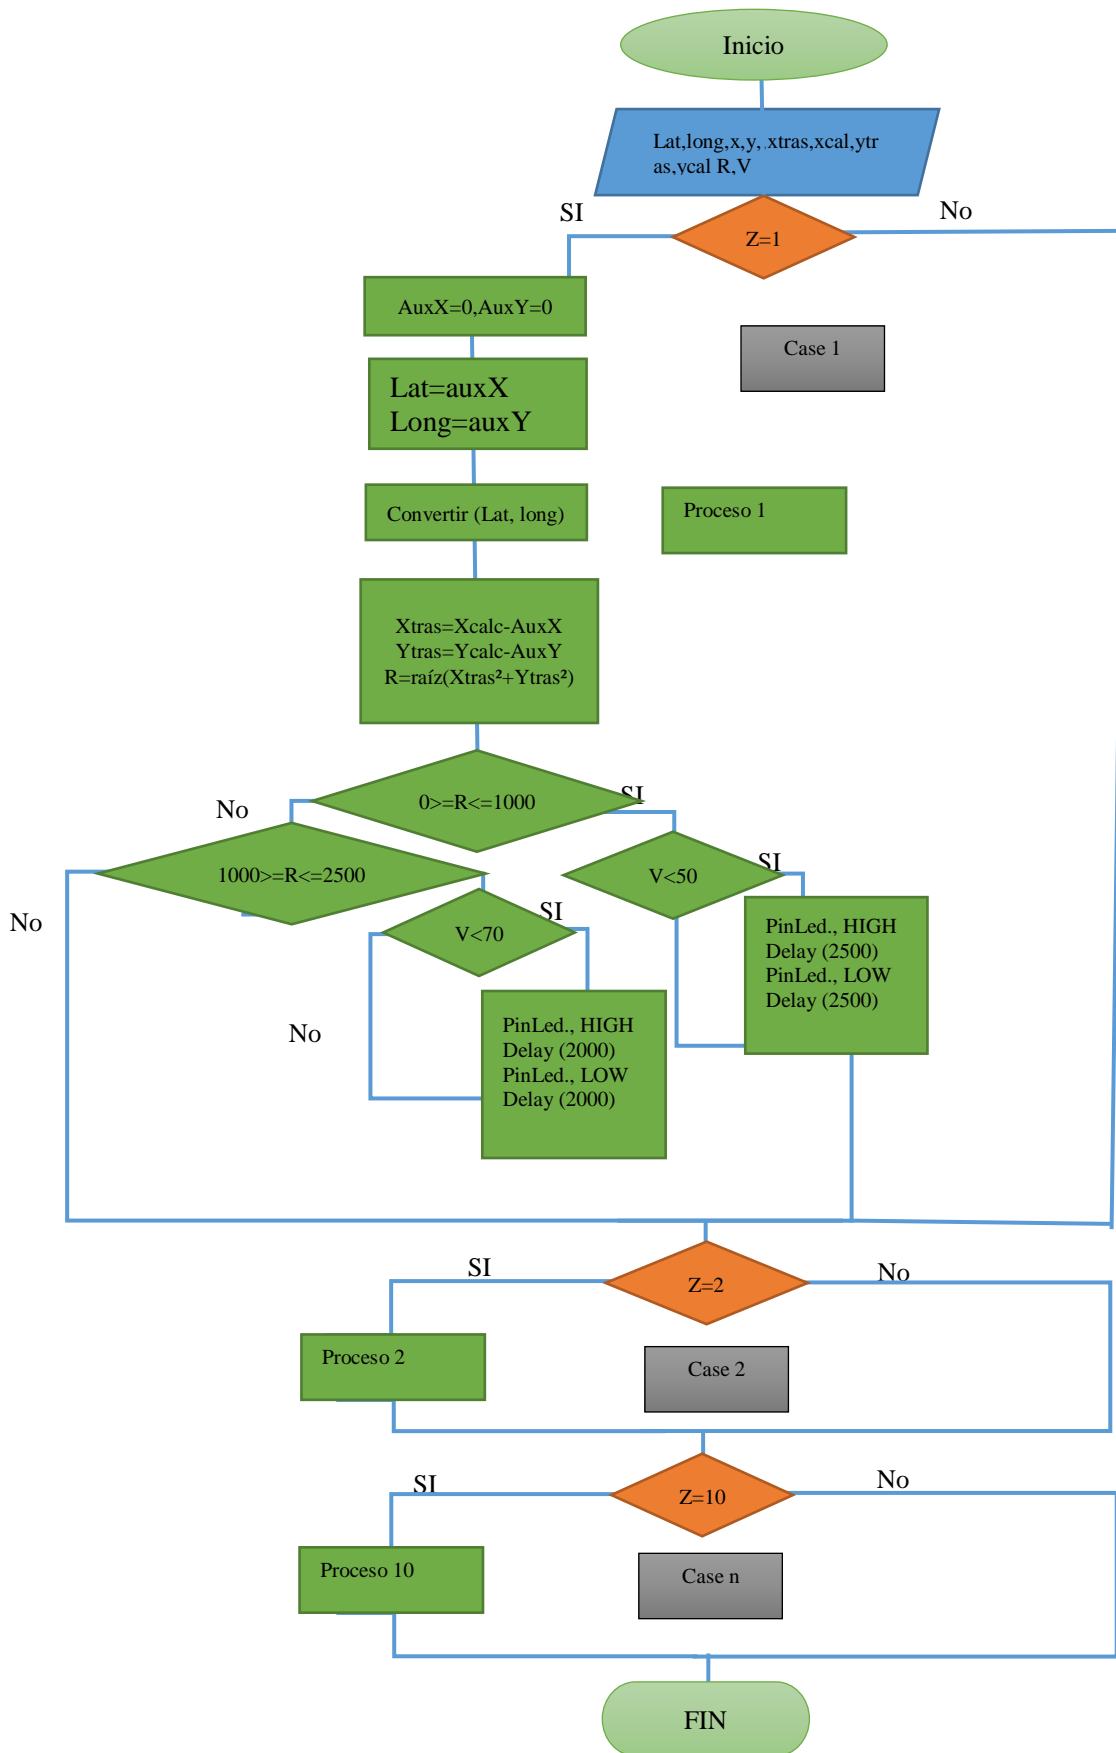 Inicio
Lat,long,x,y,.xtras,xcal,ytr
as,ycal R,V
SI
No
Z=1
AuxX=0,AuxY=0
Case 1
Lat=auxX
Long=auxY
Convertir (Lat, long)
Proceso 1
Xtras=Xcalc-AuxX
Ytras=Ycalc-AuxY
R=raíz(Xtras²+Ytras²)
0>=R<=1000
SI
No
1000>=R<=2500
V<50
SI
No
V<70
SI
PinLed., HIGH
Delay (2500)
PinLed., LOW
Delay (2500)
No
PinLed., HIGH
Delay (2000)
PinLed., LOW
Delay (2000)
SI
Z=2
No
Proceso 2
Case 2
SI
Z=10
No
Proceso 10
Case n
FIN